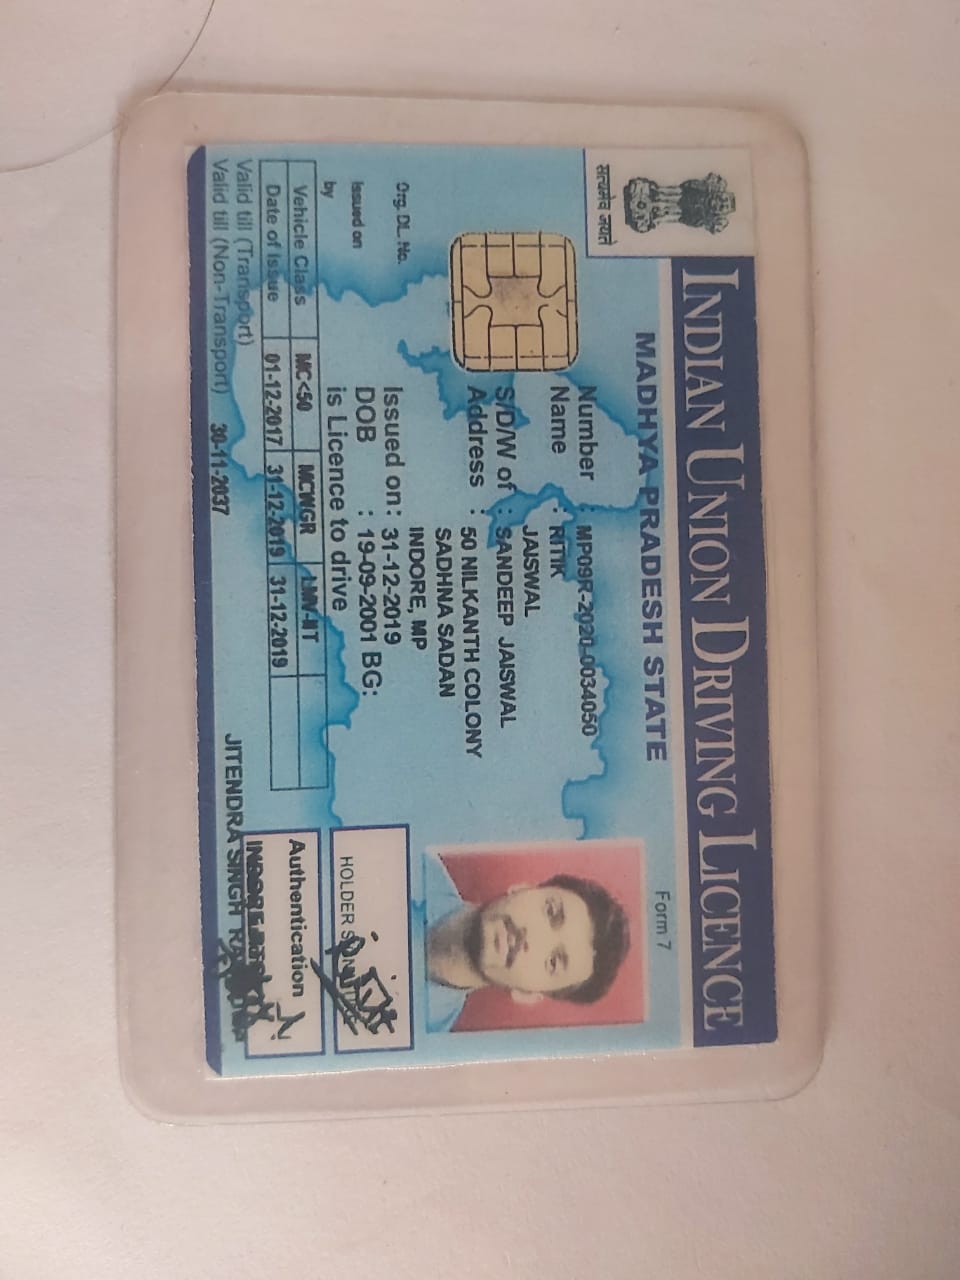 INDIAN UNION DRIVING LICENCE
सत्यमेव जयते
MADHYA PRADESH STATE
Form 7
Number : MP09R-2020-0034050
Name : RITIK
JAISWAL
S/D/W of : SANDEEP JAISWAL
Address : 50 NILKANTH COLONY
SADHNA SADAN
INDORE, MP
Org. DL. No. Issued on : 31-12-2019
Issued on DOB : 19-09-2001 BG:
by is Licence to drive
HOLDER'S
Vehicle Class MC<50 MCWGR LMV-NT
Date of Issue 01-12-2017 31-12-2019 31-12-2019
Authentication
Valid till (Transport)
Valid till (Non-Transport) 30-11-2037
JITENDRA SINGH